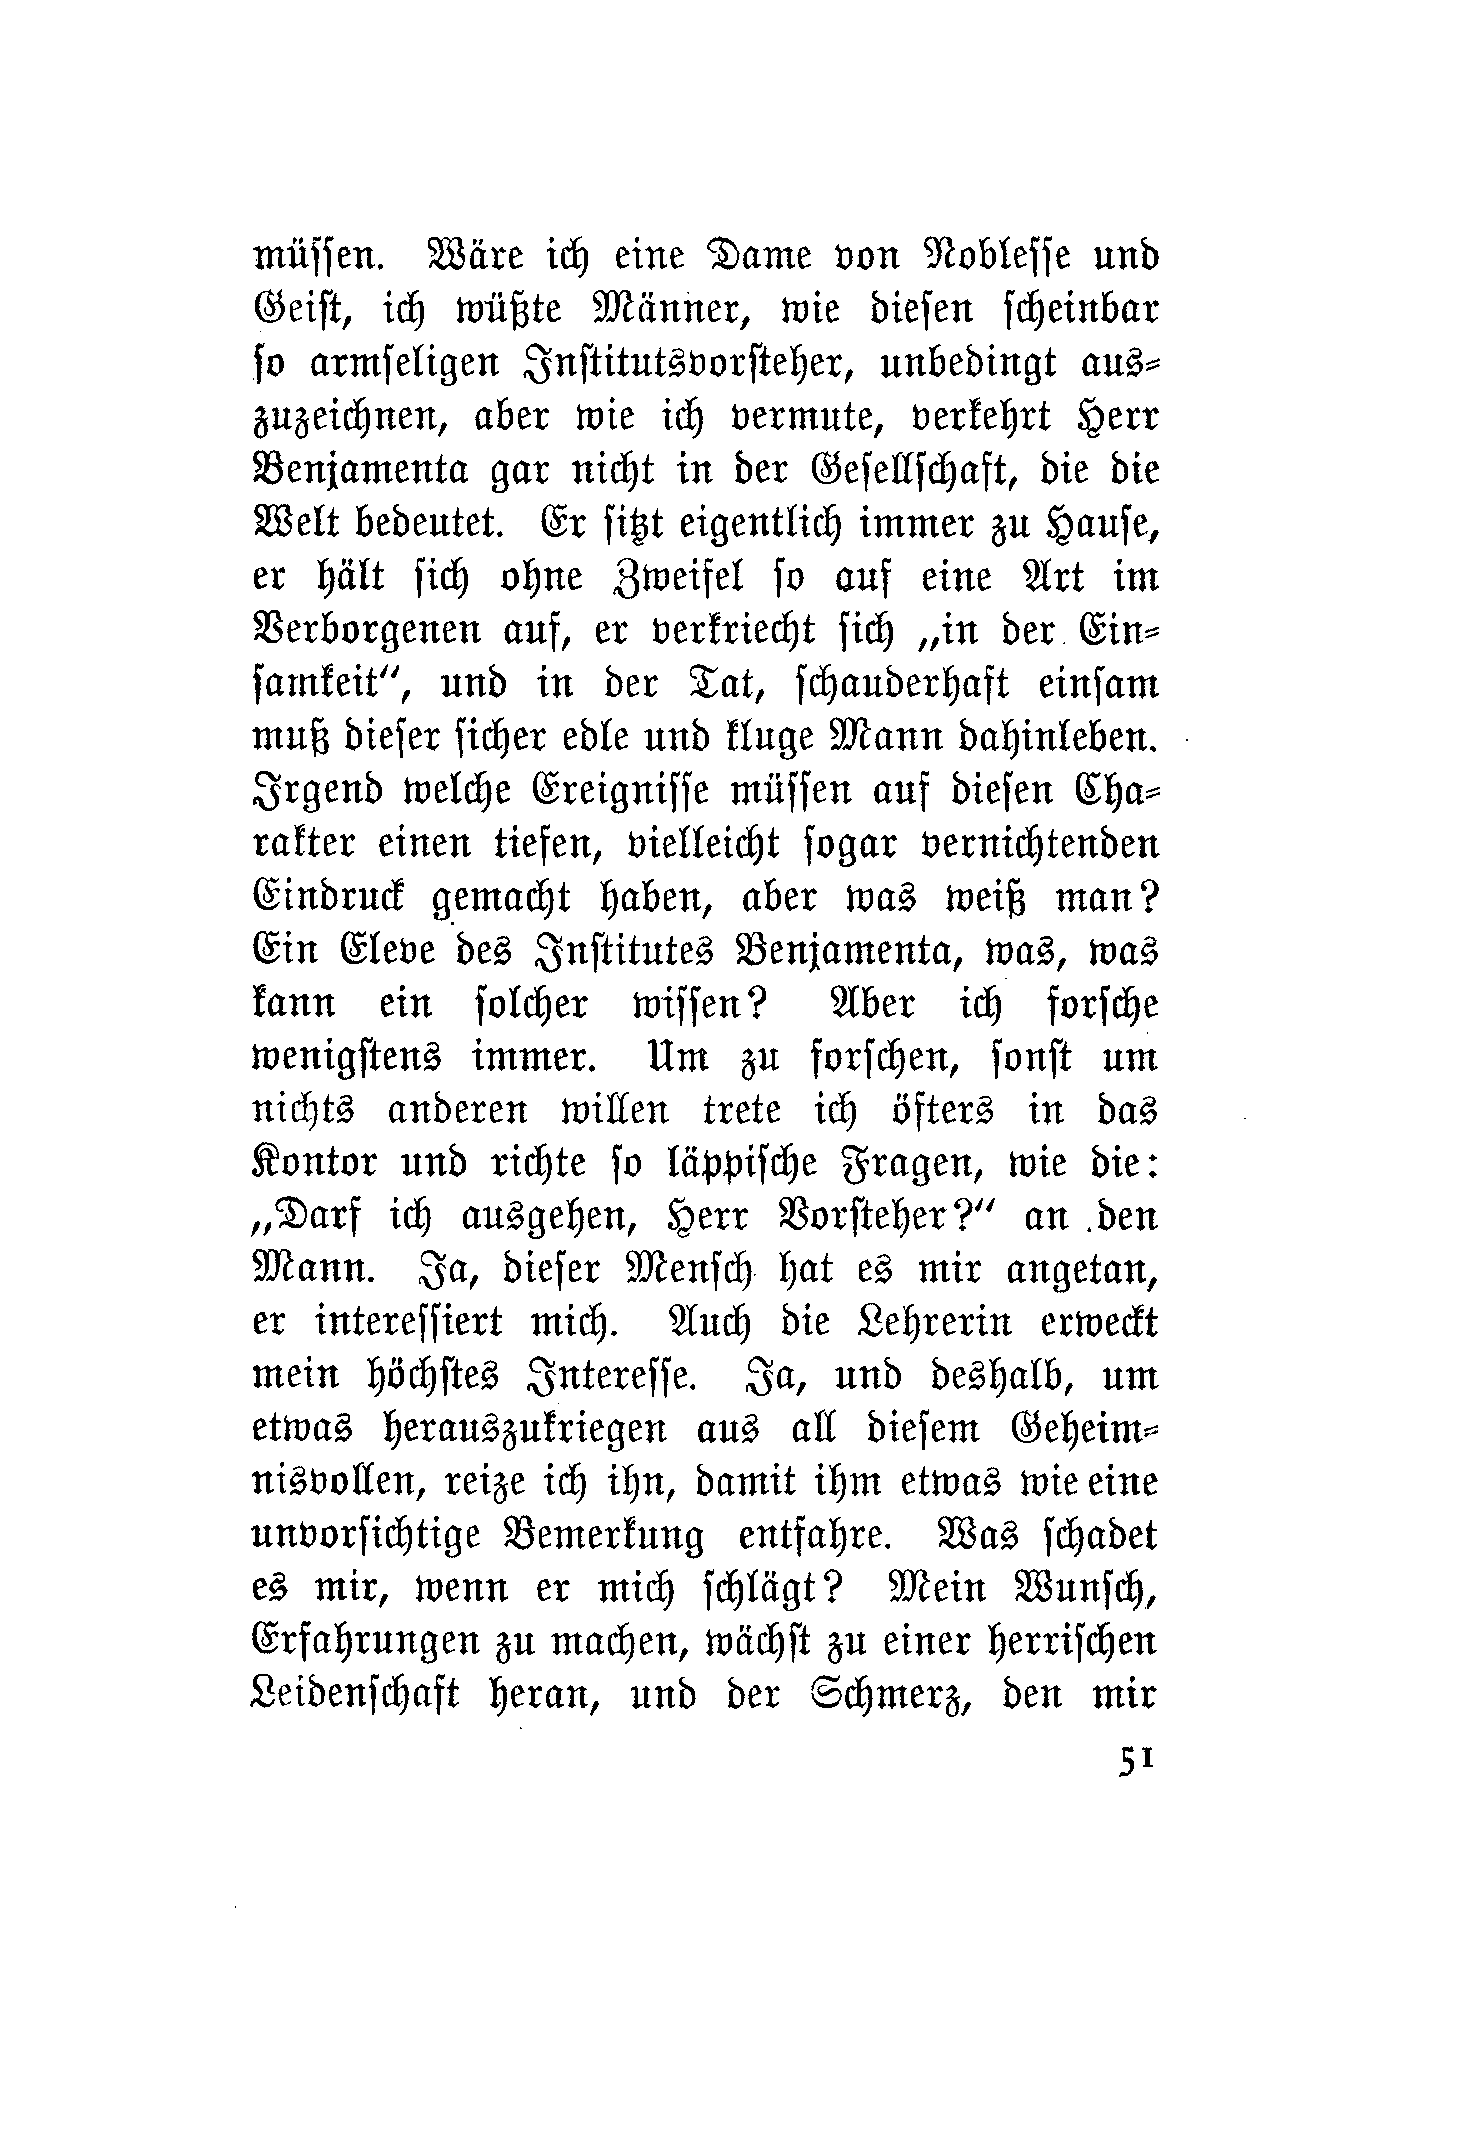 müssen. Wäre ich eine Dame von Noblesse und
Geist, ich wüßte Männer, wie diesen scheinbar
so armseligen Institutsvorsteher, unbedingt aus-
zuzeichnen, aber wie ich vermute, verkehrt Herr
Benjamenta gar nicht in der Gesellschaft, die die
Welt bedeutet. Er sitzt eigentlich immer zu Hause,
er hält sich ohne Zweifel so auf eine Art im
Verborgenen auf, er verkriecht sich „in der Ein-
samkeit“, und in der Tat, schauderhaft einsam
muß dieser sicher edle und kluge Mann dahinleben.
Irgend welche Ereignisse müssen auf diesen Cha-
rakter einen tiefen, vielleicht sogar vernichtenden
Eindruck gemacht haben, aber was weiß man?
Ein Eleve des Institutes Benjamenta, was, was
kann ein solcher wissen? Aber ich forsche
wenigstens immer. Um zu forschen, sonst um
nichts anderen willen trete ich öfters in das
Kontor und richte so läppische Fragen, wie die:
„Darf ich ausgehen, Herr Vorsteher?“ an den
Mann. Ja, dieser Mensch hat es mir angetan,
er interessiert mich. Auch die Lehrerin erweckt
mein höchstes Interesse. Ja, und deshalb, um
etwas herauszukriegen aus all diesem Geheim-
nisvollen, reize ich ihn, damit ihm etwas wie eine
unvorsichtige Bemerkung entfahre. Was schadet
es mir, wenn er mich schlägt? Mein Wunsch,
Erfahrungen zu machen, wächst zu einer herrischen
Leidenschaft heran, und der Schmerz, den mir
51